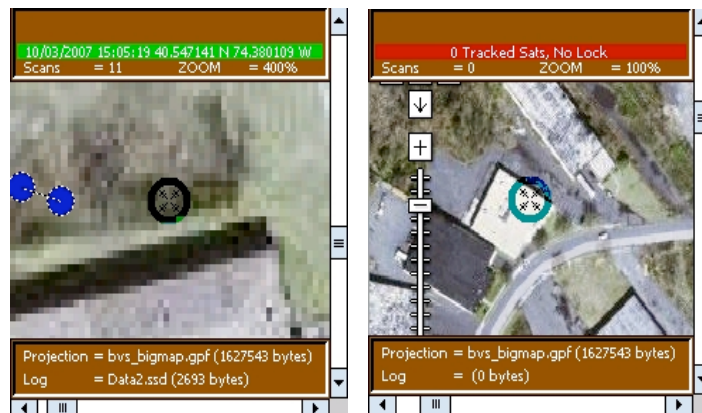 10/03/2007 15:05:19 40.547141 N 74.380109 W
Scans = 11 ZOOM = 400%
Projection = bvs_bigmap.gpf (1627543 bytes)
Log = Data2.ssd (2693 bytes)
0 Tracked Sats, No Lock
Scans = 0 ZOOM = 100%
Projection = bvs_bigmap.gpf (1627543 bytes)
Log = (0 bytes)